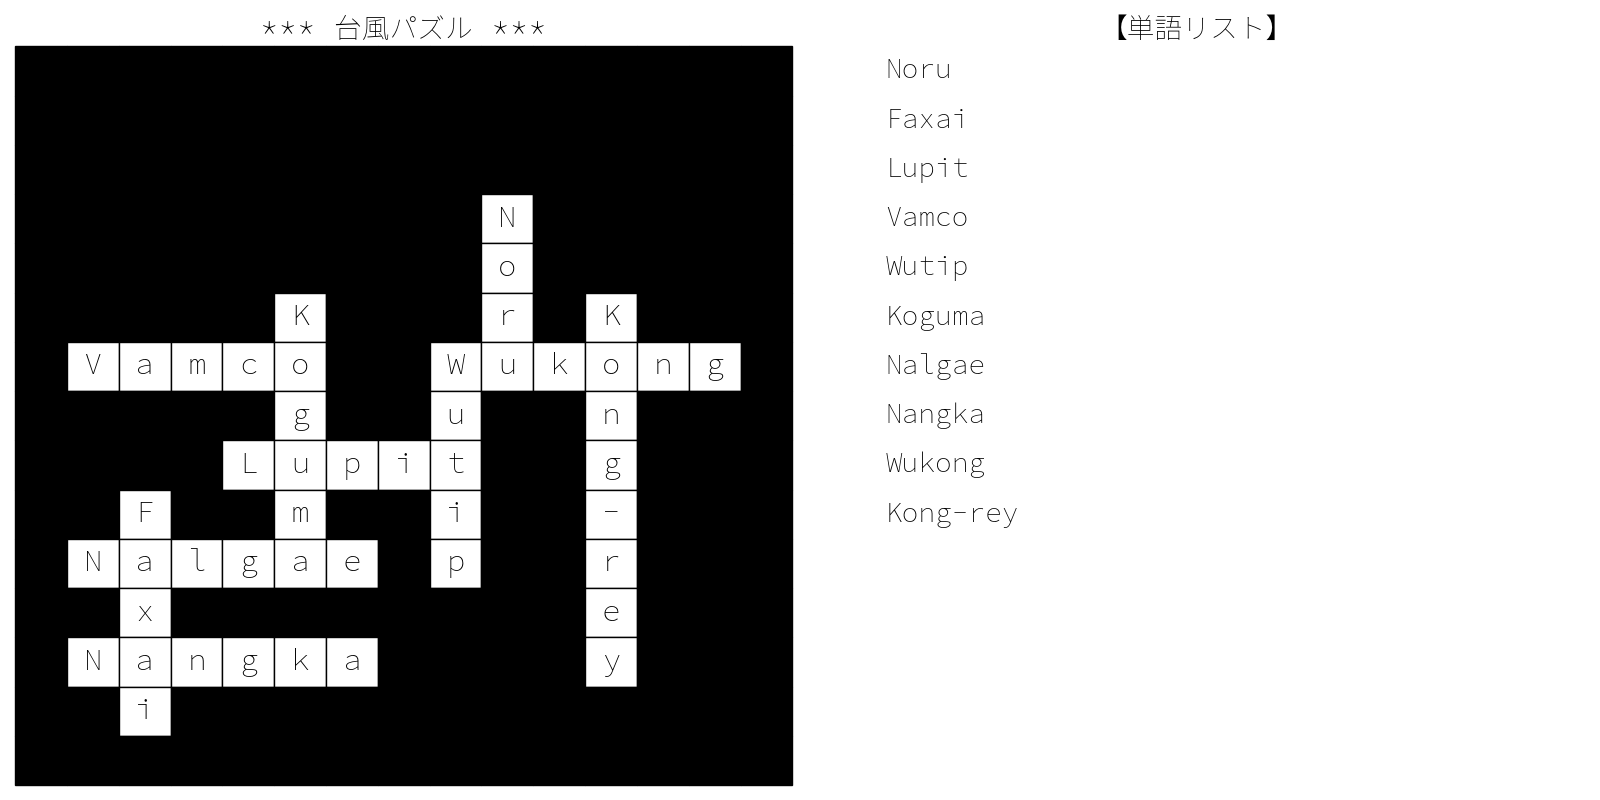 *** 台風パズル ***
N
o
K r K
V a m c o W u k o n g
g u n
L u p i t g
F m i -
N a l g a e p r
x e
N a n g k a y
i
【単語リスト】
Noru
Faxai
Lupit
Vamco
Wutip
Koguma
Nalgae
Nangka
Wukong
Kong-rey